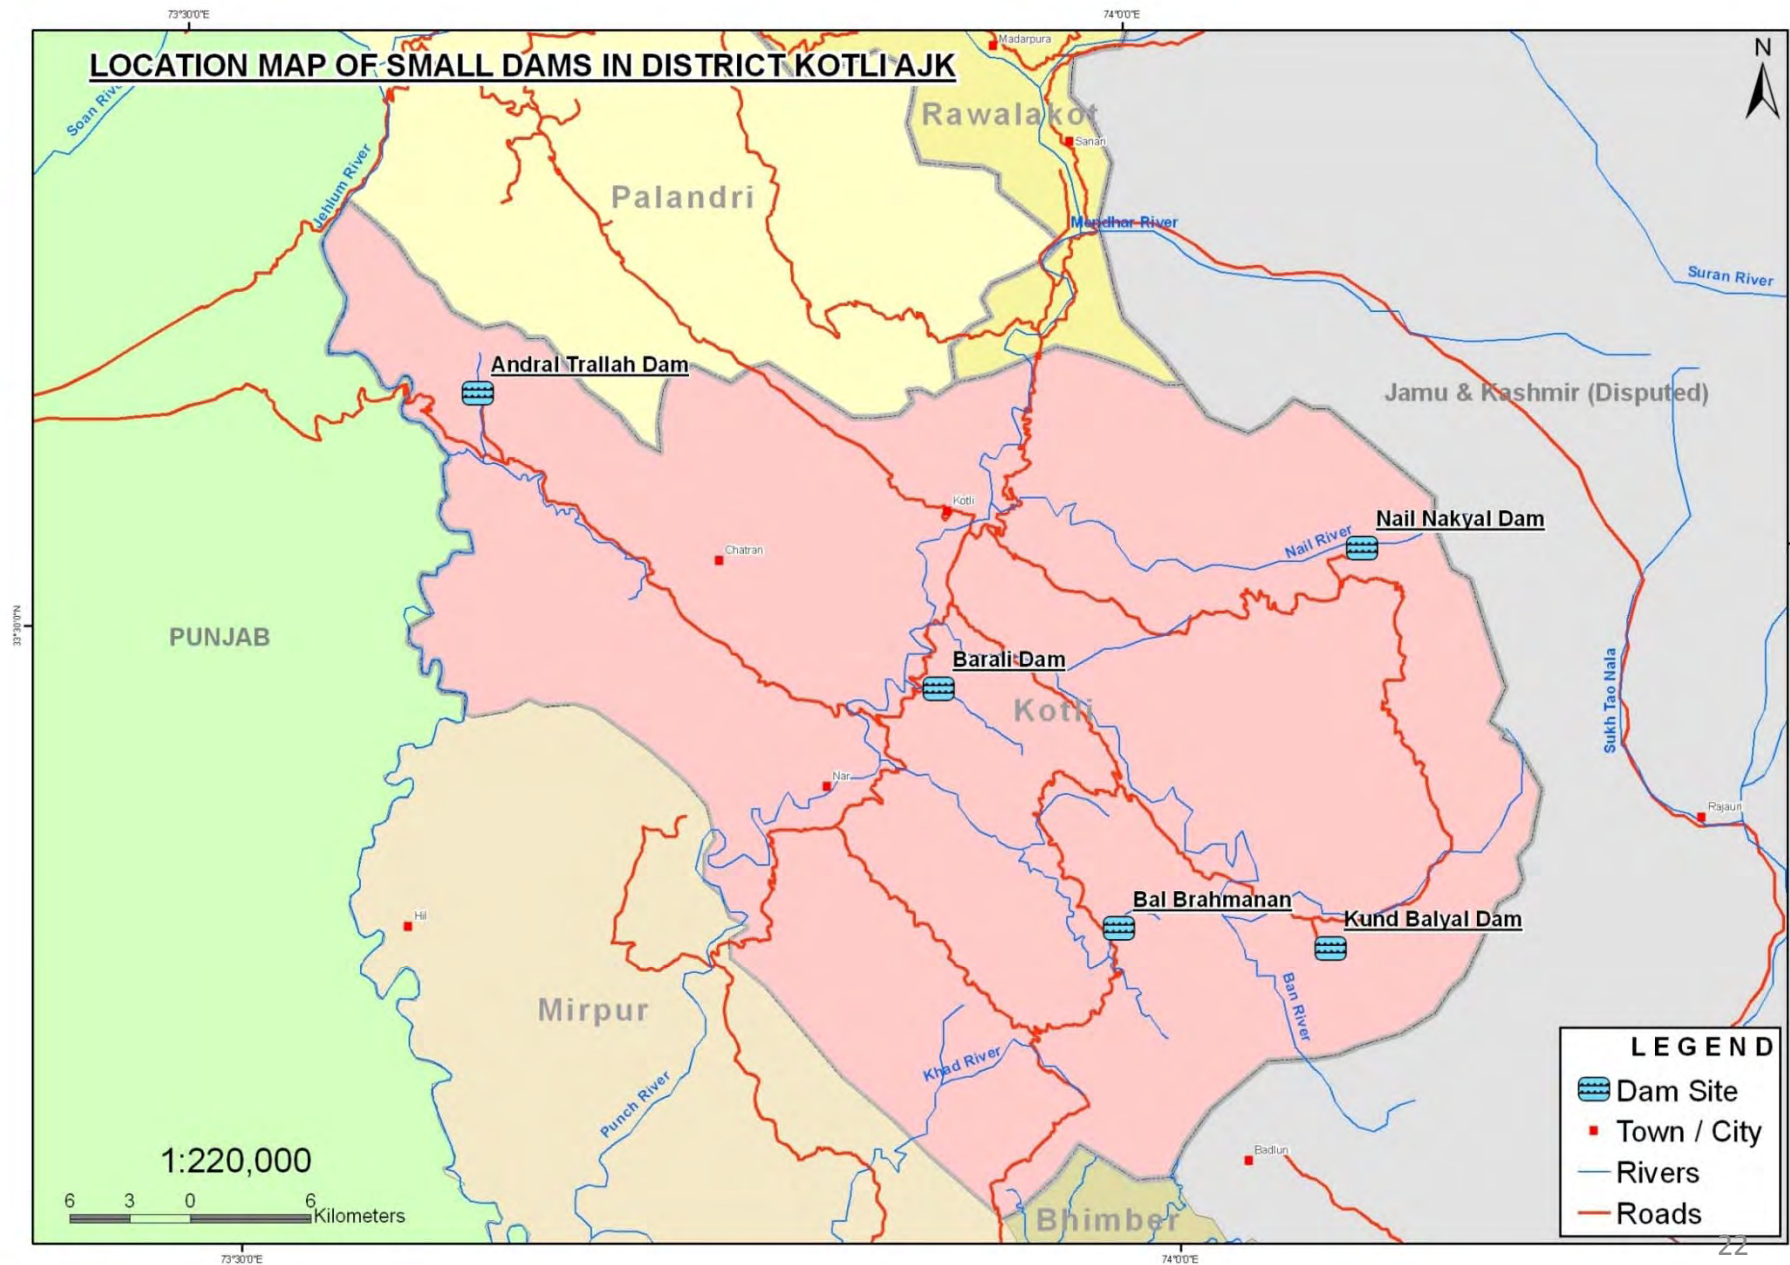 73°30'0"E
74°0'0"E
LOCATION MAP OF SMALL DAMS IN DISTRICT KOTLI AJK
N
Madarpura
Soan River
Rawalakot
Sanari
Jehlum River
Palandri
Mendhar River
Suran River
Andral Trallah Dam
Jamu & Kashmir (Disputed)
Kotli
Nail Nakyal Dam
Nail River
Chatran
33°30'0"N
PUNJAB
Barali Dam
Kotli
Sukh Tao Nala
Nar
Rajauri
Bal Brahmanan
Kund Balyal Dam
Hil
Mirpur
Ban River
Khad River
Punch River
LEGEND
Dam Site
Town / City
Rivers
Roads
1:220,000
6 3 0 6
Kilometers
Badlun
Bhimber
22
73°30'0"E
74°0'0"E